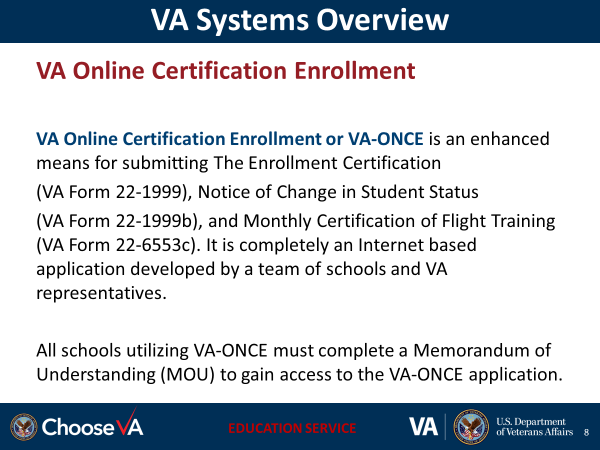 VA Systems Overview
VA Online Certification Enrollment
VA Online Certification Enrollment or VA-ONCE is an enhanced
means for submitting The Enrollment Certification
(VA Form 22-1999), Notice of Change in Student Status
(VA Form 22-1999b), and Monthly Certification of Flight Training
(VA Form 22-6553c). It is completely an Internet based
application developed by a team of schools and VA
representatives.
All schools utilizing VA-ONCE must complete a Memorandum of
Understanding (MOU) to gain access to the VA-ONCE application.
ChooseVA
EDUCATION SERVICE
VA
U.S. Department
of Veterans Affairs
8